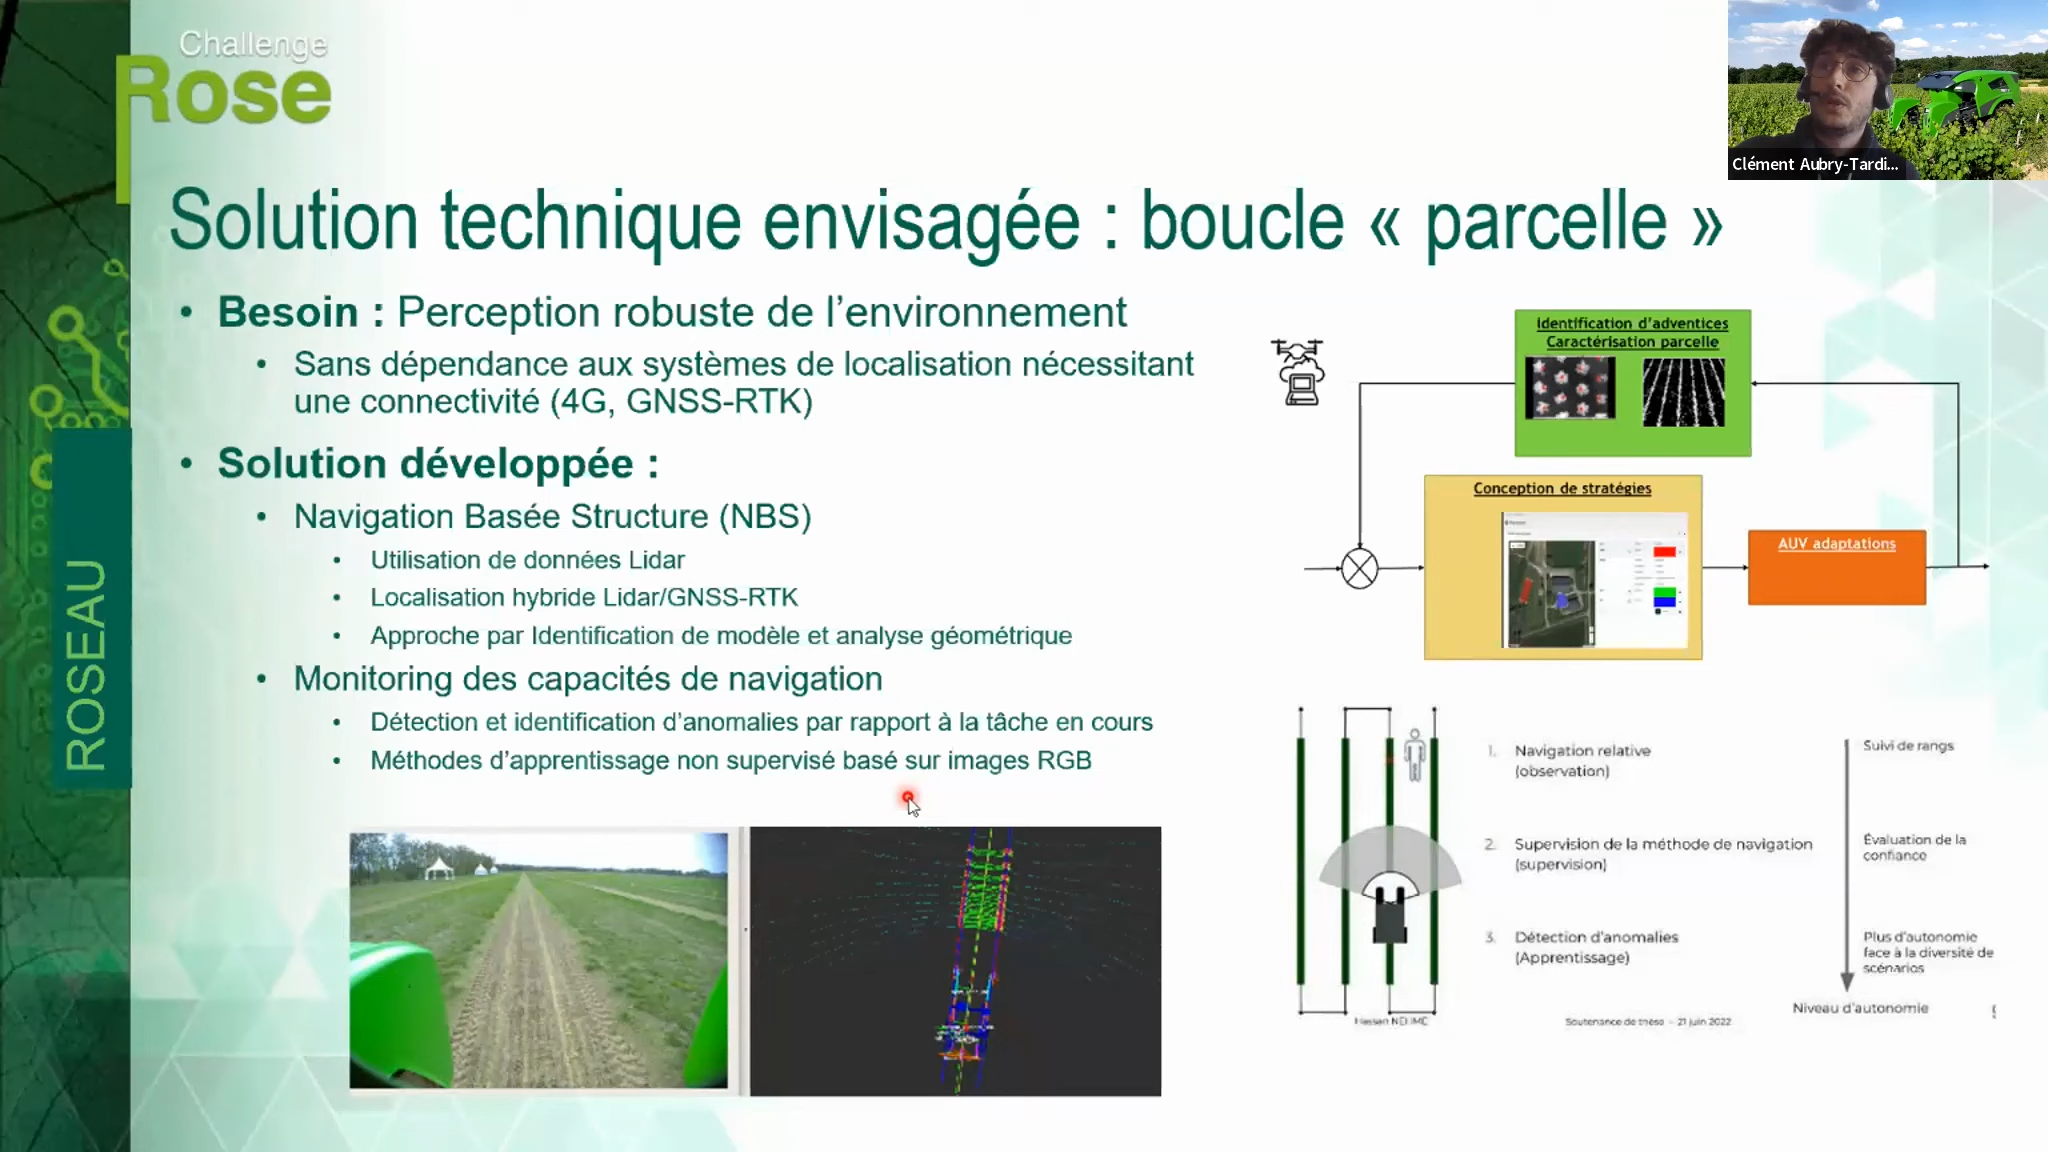 Challenge
Rose
Clément Aubry-Tardi...
Solution technique envisagée : boucle « parcelle »
ROSEAU
• Besoin : Perception robuste de l’environnement
• Sans dépendance aux systèmes de localisation nécessitant
une connectivité (4G, GNSS-RTK)
• Solution développée :
• Navigation Basée Structure (NBS)
• Utilisation de données Lidar
• Localisation hybride Lidar/GNSS-RTK
• Approche par Identification de modèle et analyse géométrique
• Monitoring des capacités de navigation
• Détection et identification d’anomalies par rapport à la tâche en cours
• Méthodes d’apprentissage non supervisé basé sur images RGB
Identification d’adventices
Caractérisation parcelle
Conception de stratégies
AUV adaptations
1. Navigation relative
(observation)
2. Supervision de la méthode de navigation
(supervision)
3. Détection d’anomalies
(Apprentissage)
Suivi de rangs
Évaluation de la
confiance
Plus d’autonomie
face à la diversité de
scénarios
Niveau d’autonomie
Hassan
Soutenance de thèse – 21 juin 2022